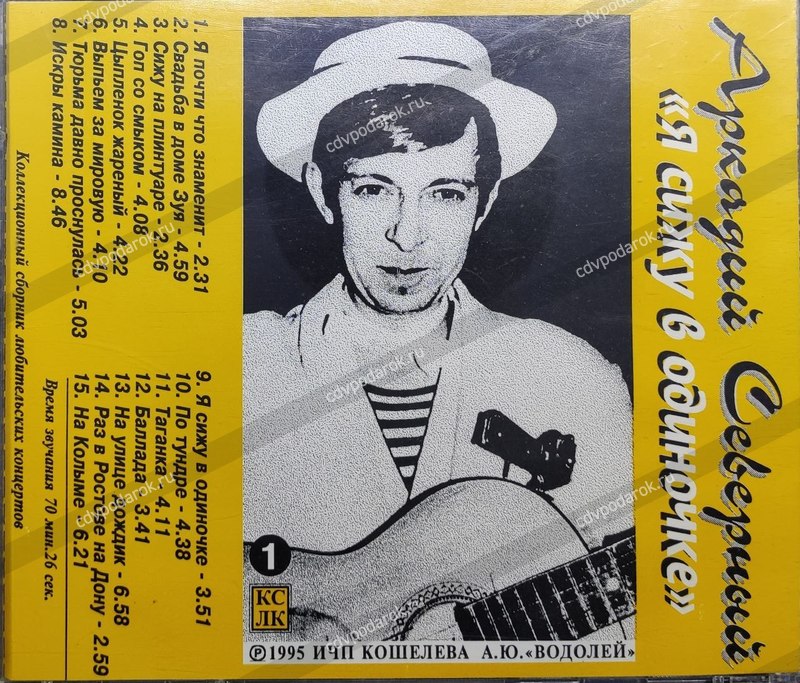 Аркадий Северный
«Я сижу в одиночке»
1. Я почти что знаменит - 2.31
2. Свадьба в доме Зуя - 4.59
3. Сижу на плинтуаре - 2.36
4. Гоп со смыком - 4.08
5. Цыпленок жареный - 4.02
6. Выпьем за мировую - 4.10
7. Тюрьма давно проснулась - 5.03
8. Искры камина - 8.46
9. Я сижу в одиночке - 3.51
10. По тундре - 4.38
11. Таганка - 4.11
12. Баллада - 3.41
13. На улице дождик - 6.58
14. Раз в Ростове на Дону - 2.59
15. На Колыме - 6.21
Время звучания 70 мин.26 сек.
Коллекционный сборник любительских концертов
1
КС
ЛК
℗1995 ИЧП КОШЕЛЕВА А.Ю.«ВОДОЛЕЙ»
cdvpodarok.ru